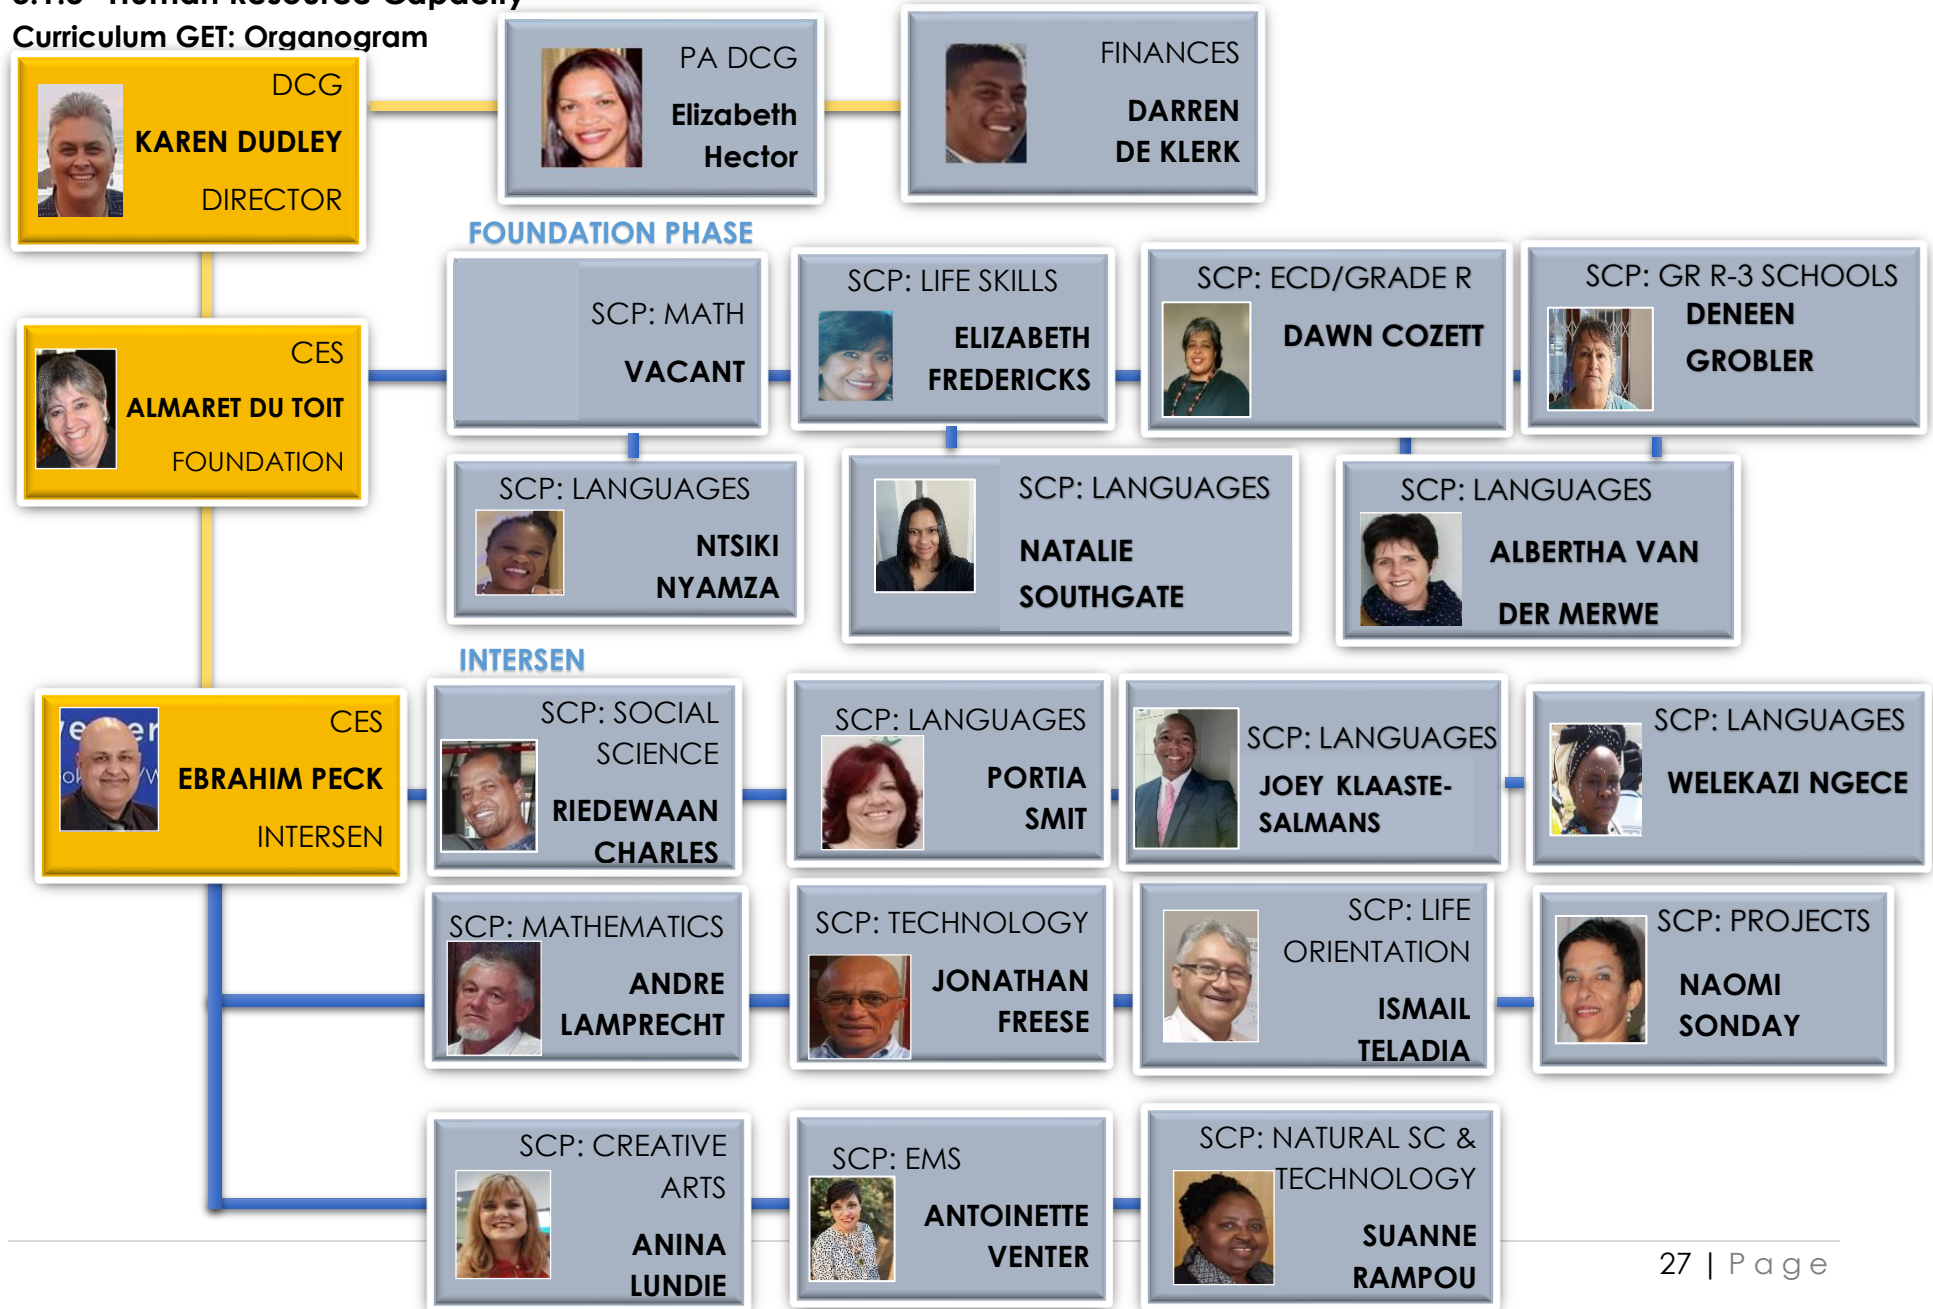 Curriculum GET: Organogram
DCG
KAREN DUDLEY
DIRECTOR
PA DCG
Elizabeth
Hector
FINANCES
DARREN
DE KLERK
FOUNDATION PHASE
CES
ALMARET DU TOIT
FOUNDATION
SCP: MATH
VACANT
SCP: LIFE SKILLS
ELIZABETH
FREDERICKS
SCP: ECD/GRADE R
DAWN COZETT
SCP: GR R-3 SCHOOLS
DENEEN
GROBLER
SCP: LANGUAGES
NTSIKI
NYAMZA
SCP: LANGUAGES
NATALIE
SOUTHGATE
SCP: LANGUAGES
ALBERTHA VAN
DER MERWE
INTERSEN
CES
EBRAHIM PECK
INTERSEN
SCP: SOCIAL
SCIENCE
RIEDEWAAN
CHARLES
SCP: LANGUAGES
PORTIA
SMIT
SCP: LANGUAGES
JOEY KLAASTE-
SALMANS
SCP: LANGUAGES
WELEKAZI NGECE
SCP: MATHEMATICS
ANDRE
LAMPRECHT
SCP: TECHNOLOGY
JONATHAN
FREESE
SCP: LIFE
ORIENTATION
ISMAIL
TELADIA
SCP: PROJECTS
NAOMI
SONDAY
SCP: CREATIVE
ARTS
ANINA
LUNDIE
SCP: EMS
ANTOINETTE
VENTER
SCP: NATURAL SC &
TECHNOLOGY
SUANNE
RAMPOU
27 | Page